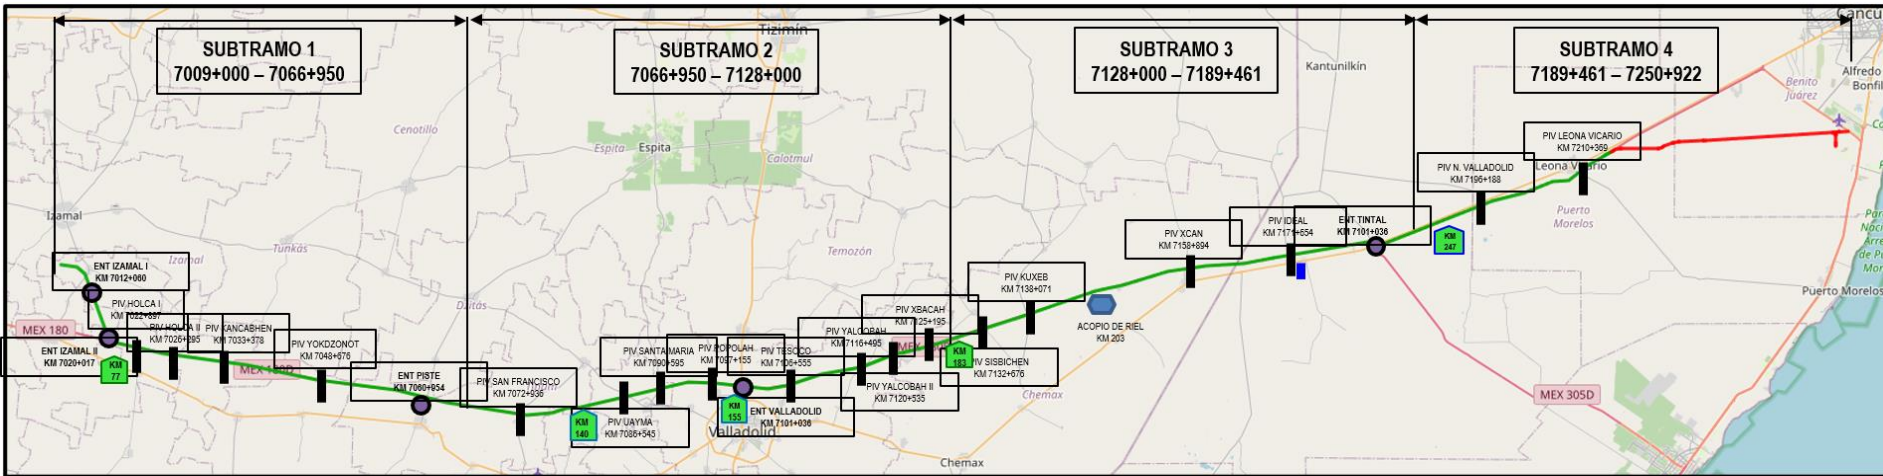 SUBTRAMO 1
7009+000 – 7066+950
SUBTRAMO 2
7066+950 – 7128+000
SUBTRAMO 3
7128+000 – 7189+461
SUBTRAMO 4
7189+461 – 7250+922
Tizimín
Kantunilkín
Alfredo
Bonfil
Benito
Juárez
Cenotillo
Espita
Espita
Calotmul
Izamal
Izamal
Tunkás
Temozón
Dzitás
Puerto
Morelos
Puerto Morelos
Leona Vicario
Chemax
Chemax
Valladolid
MEX 180
MEX 180D
MEX 305D
ENT IZAMAL I
KM 7012+060
PIV HOLCA I
KM 7022+897
PIV HOLCA II
KM 7026+295
PIV XANCABHEN
KM 7033+378
PIV YOKDZONOT
KM 7048+676
ENT IZAMAL II
KM 7020+017
KM
77
ENT PISTE
KM 7060+954
PIV SAN FRANCISCO
KM 7072+936
KM
140
PIV UAYMA
KM 7086+545
PIV SANTA MARIA
KM 7090+595
PIV POPOLAH
KM 7097+155
PIV TESOCO
KM 7106+555
KM
155
ENT VALLADOLID
KM 7101+036
PIV YALCOBAH
KM 7116+495
PIV YALCOBAH II
KM 7120+535
PIV XBACAH
KM 7125+195
KM
183
PIV SISBICHEN
KM 7132+676
PIV KUXEB
KM 7138+071
ACOPIO DE RIEL
KM 203
PIV XCAN
KM 7158+894
PIV IDEAL
KM 7171+654
ENT TINTAL
KM 7101+036
KM
247
PIV N. VALLADOLID
KM 7196+188
PIV LEONA VICARIO
KM 7210+369